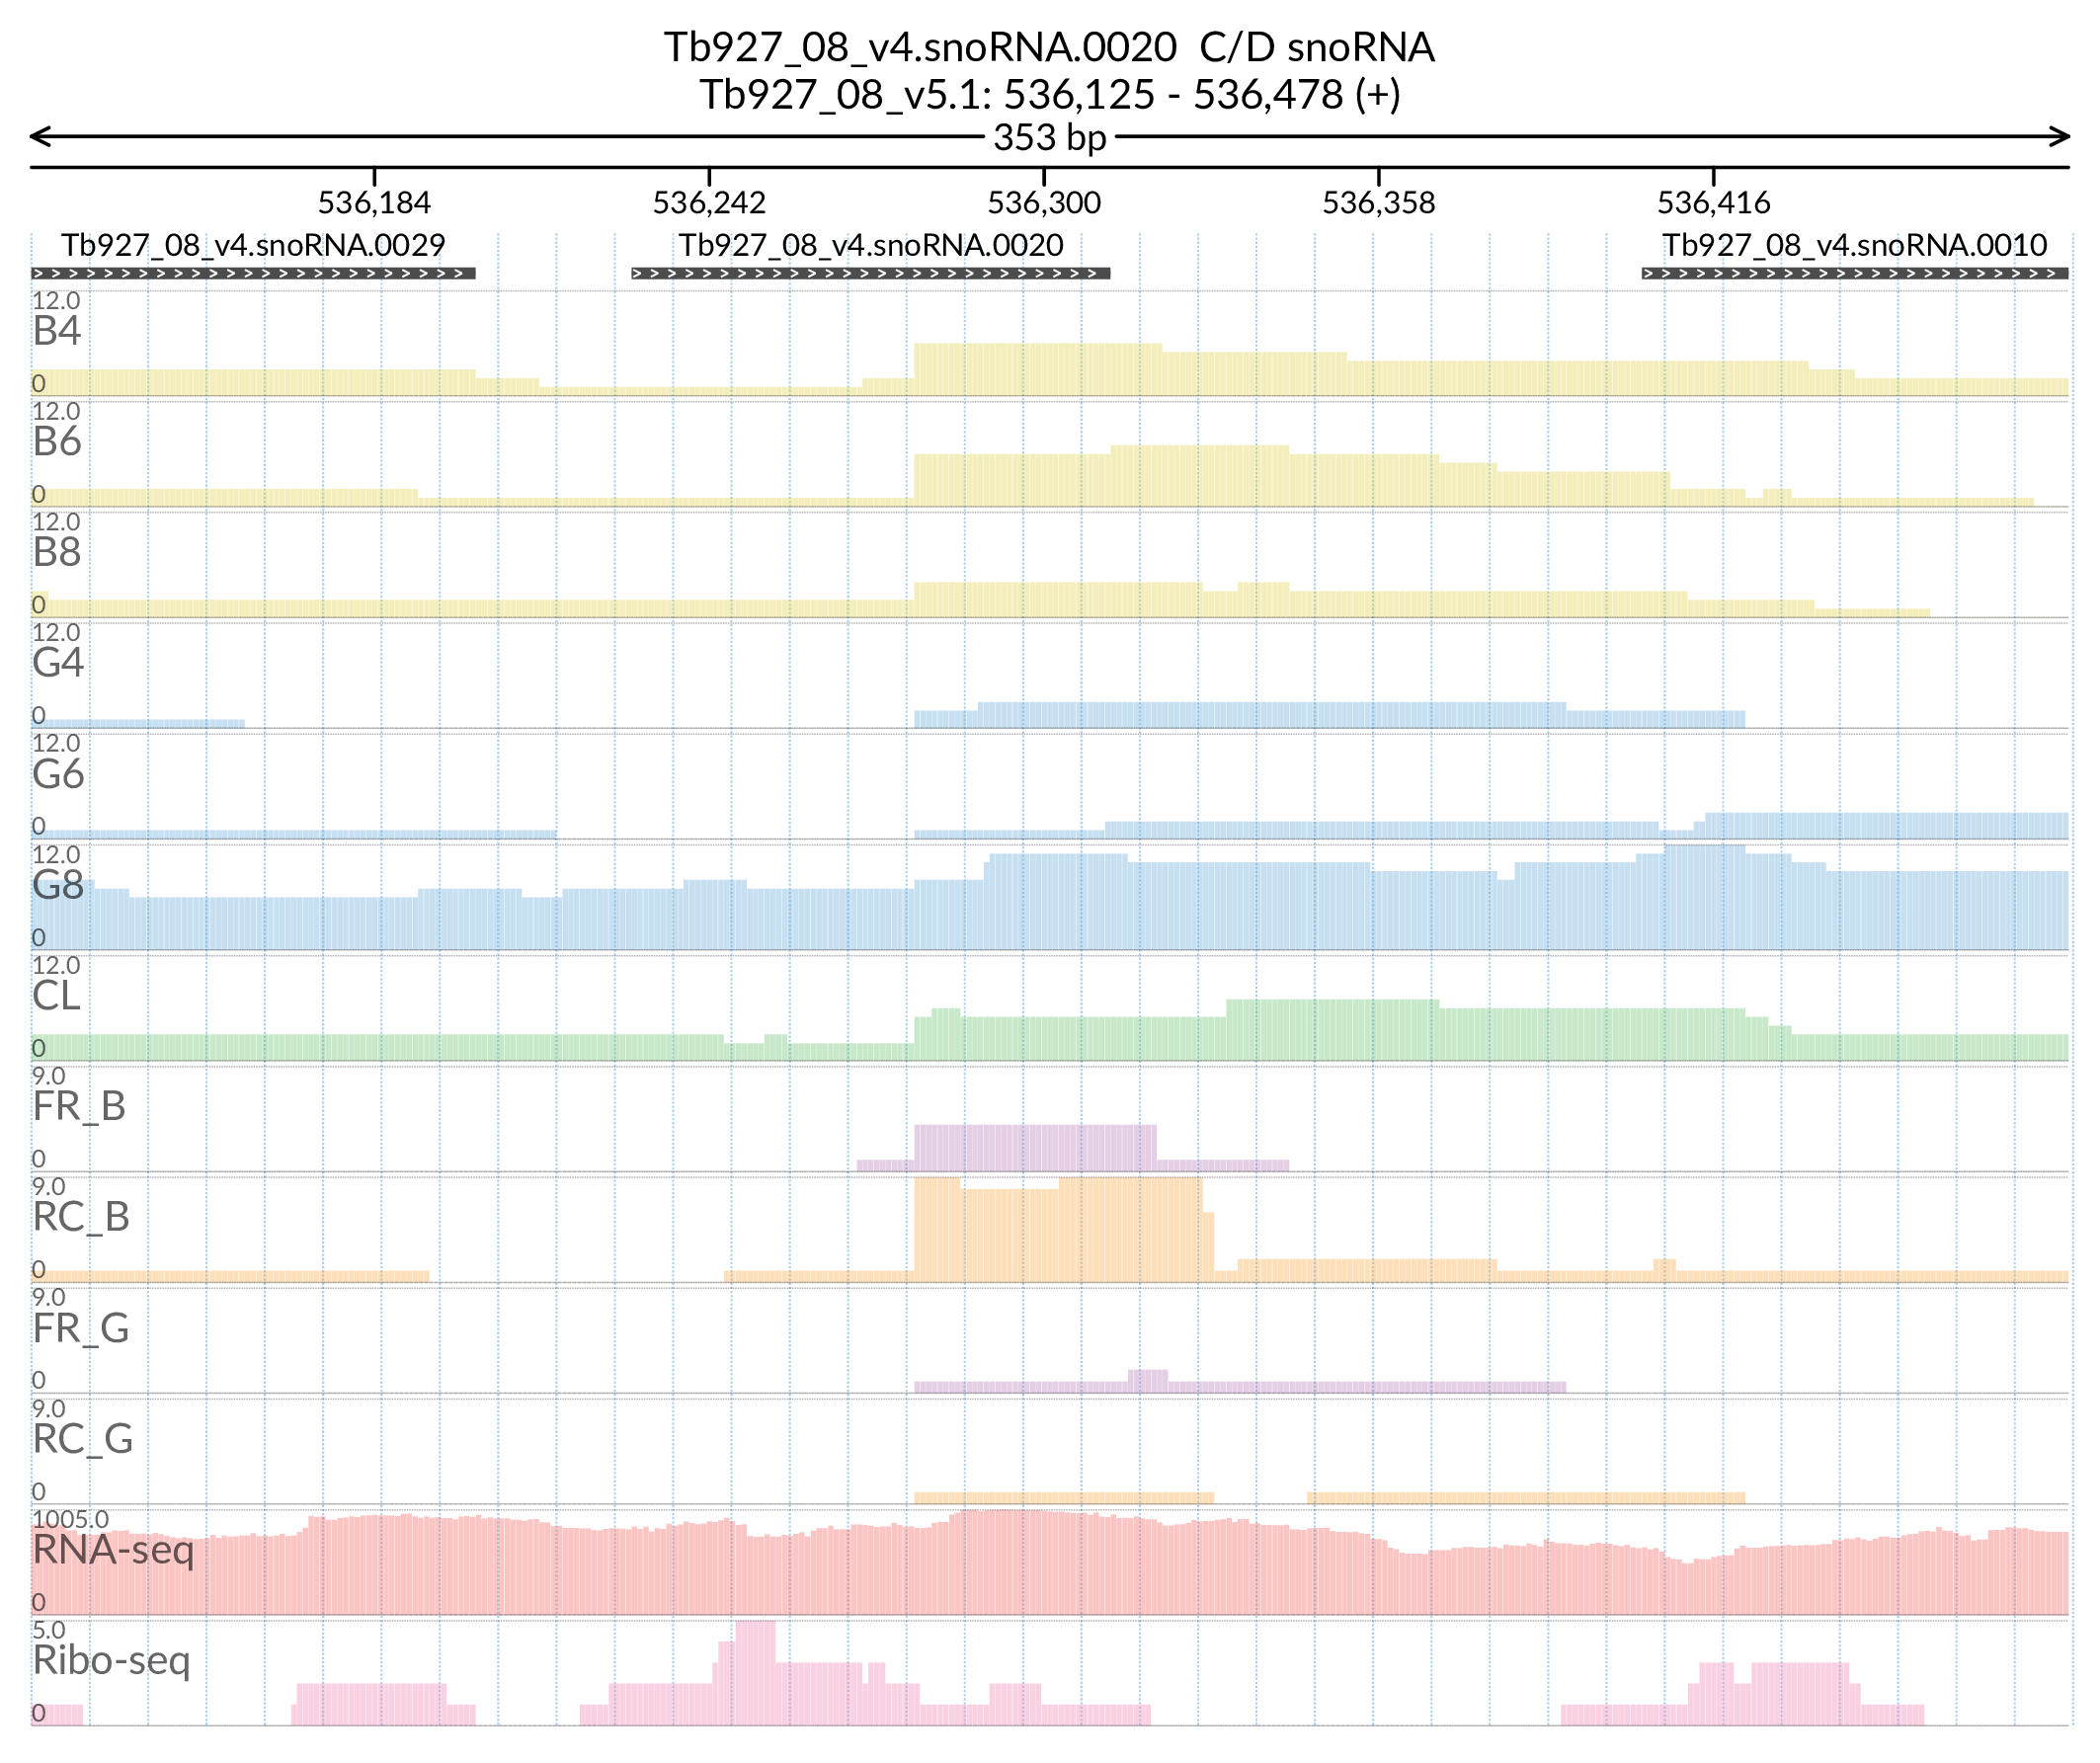 Tb927_08_v4.snoRNA.0020  C/D snoRNA
Tb927_08_v5.1: 536,125 - 536,478 (+)
353 bp
536,184 536,242 536,300 536,358 536,416
Tb927_08_v4.snoRNA.0029 Tb927_08_v4.snoRNA.0020 Tb927_08_v4.snoRNA.0010
12.0
B4
0
12.0
B6
0
12.0
B8
0
12.0
G4
0
12.0
G6
0
12.0
G8
0
12.0
CL
0
9.0
FR_B
0
9.0
RC_B
0
9.0
FR_G
0
9.0
RC_G
0
1005.0
RNA-seq
0
5.0
Ribo-seq
0